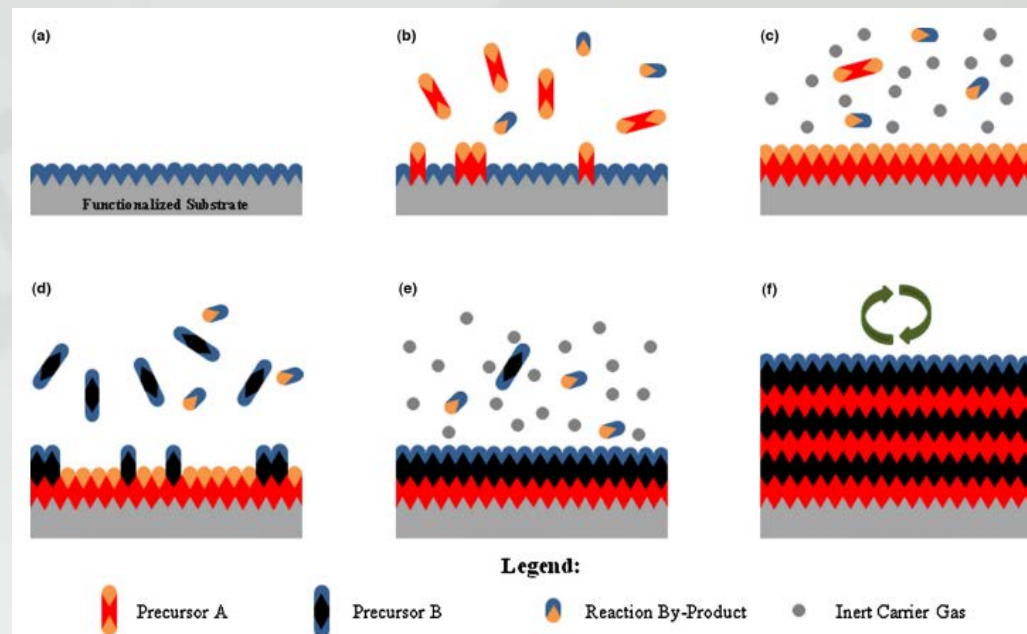 (a)
(b)
(c)
Functionalized Substrate
(d)
(e)
(f)
Legend:
Precursor A
Precursor B
Reaction By-Product
Inert Carrier Gas